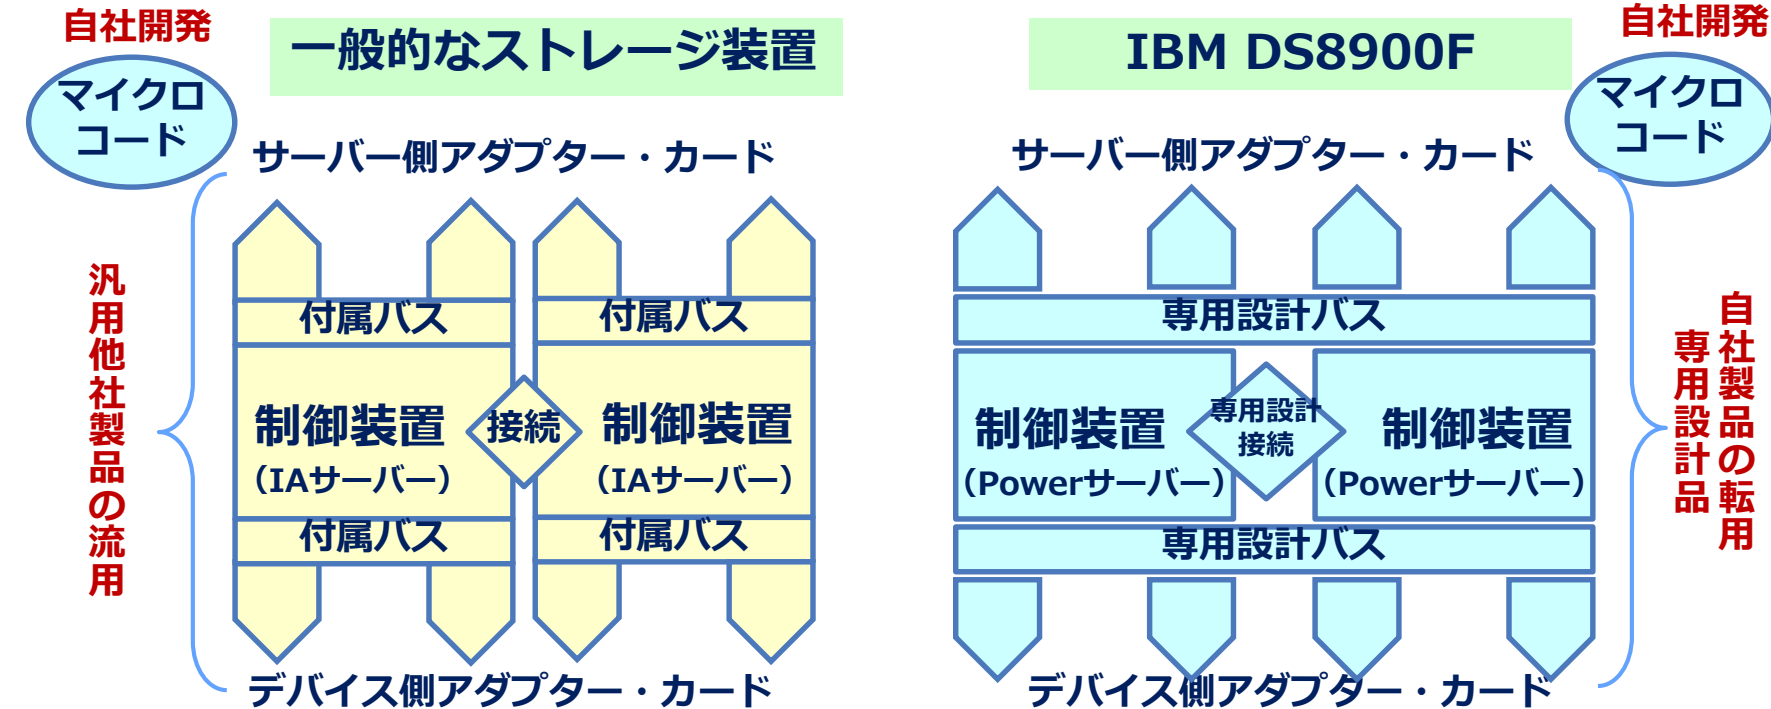 自社開発
マイクロ
コード
一般的なストレージ装置
サーバー側アダプター・カード
汎用他社製品の流用
付属バス
付属バス
制御装置
（IAサーバー）
接続
制御装置
（IAサーバー）
付属バス
付属バス
デバイス側アダプター・カード
IBM DS8900F
自社開発
マイクロ
コード
サーバー側アダプター・カード
専用設計バス
制御装置
（Powerサーバー）
専用設計
接続
制御装置
（Powerサーバー）
専用設計バス
デバイス側アダプター・カード
自社製品の転用
専用設計品